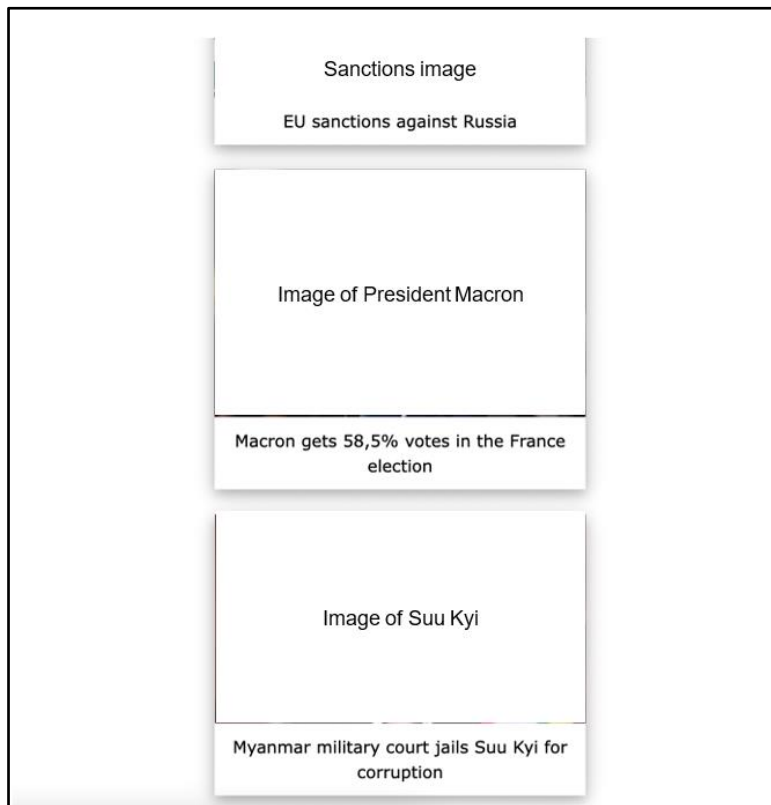 Sanctions image
EU sanctions against Russia
Image of President Macron
Macron gets 58,5% votes in the France
election
Image of Suu Kyi
Myanmar military court jails Suu Kyi for
corruption